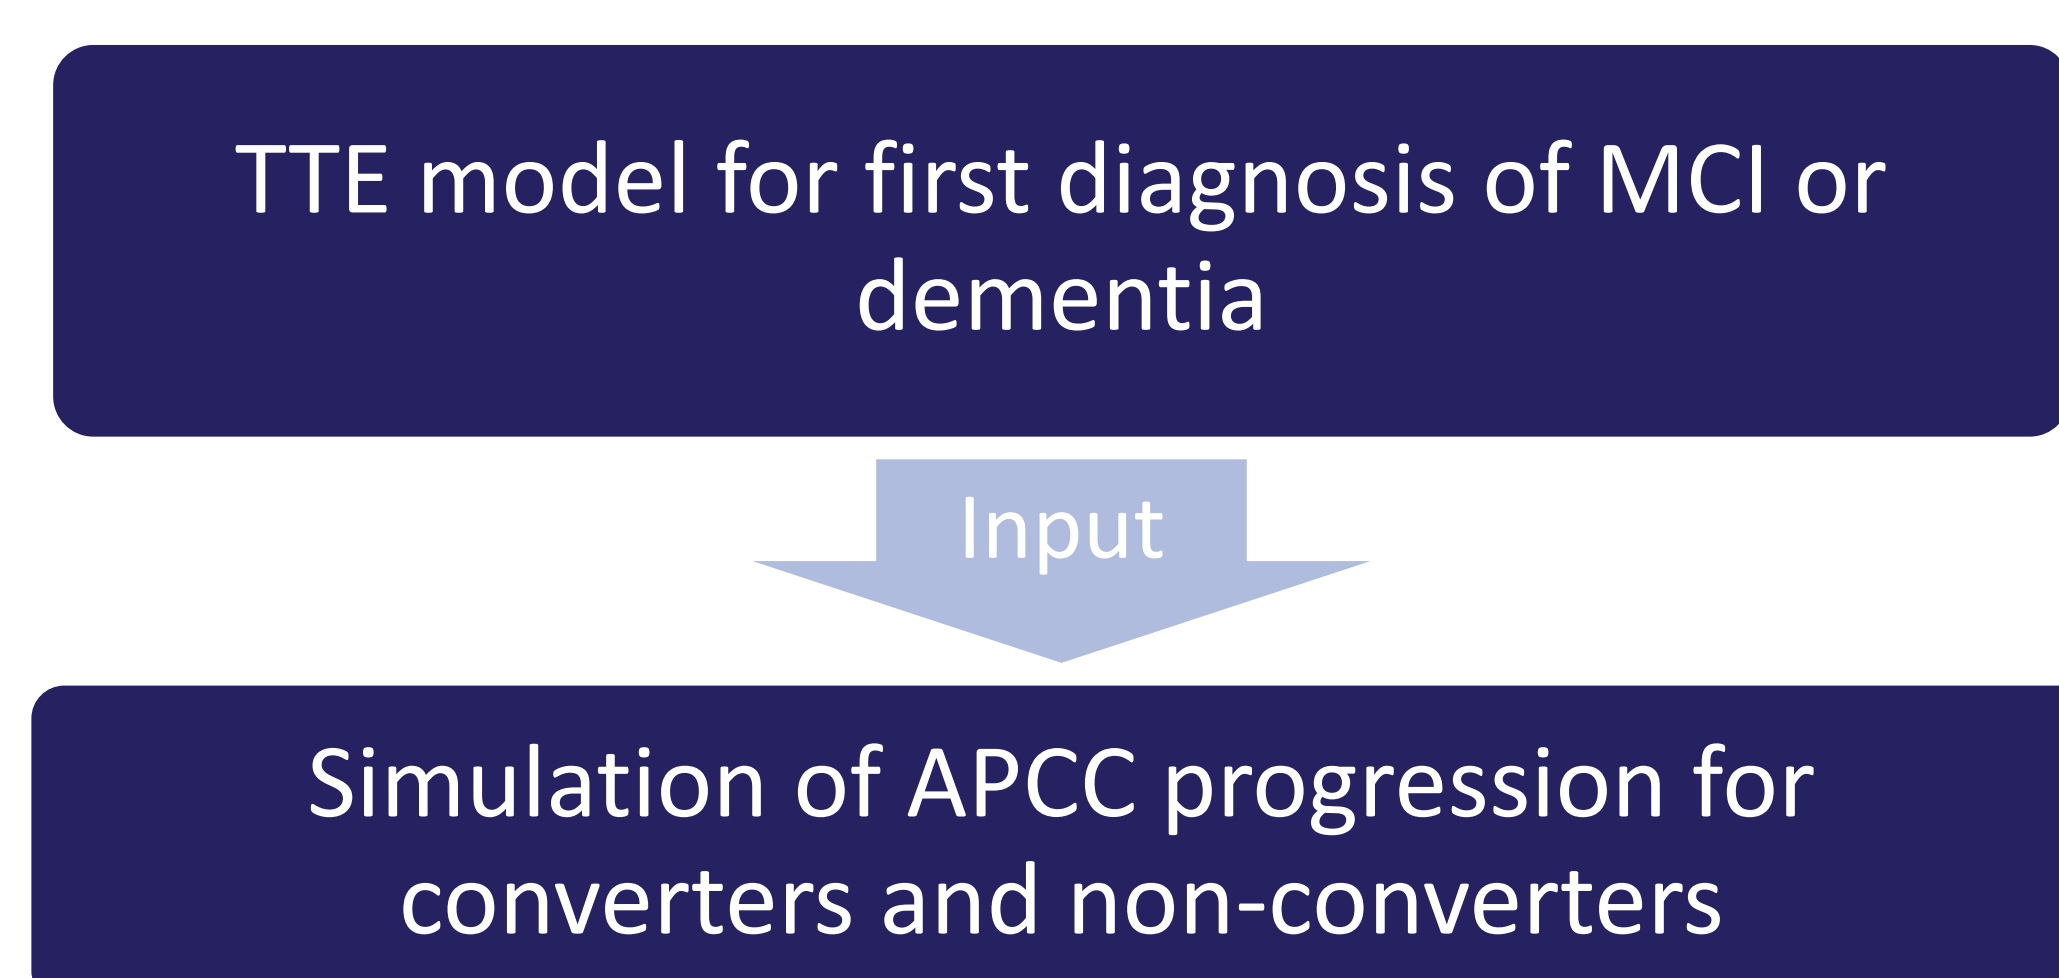 TTE model for first diagnosis of MCI or
dementia
Input
Simulation of APCC progression for
converters and non-converters